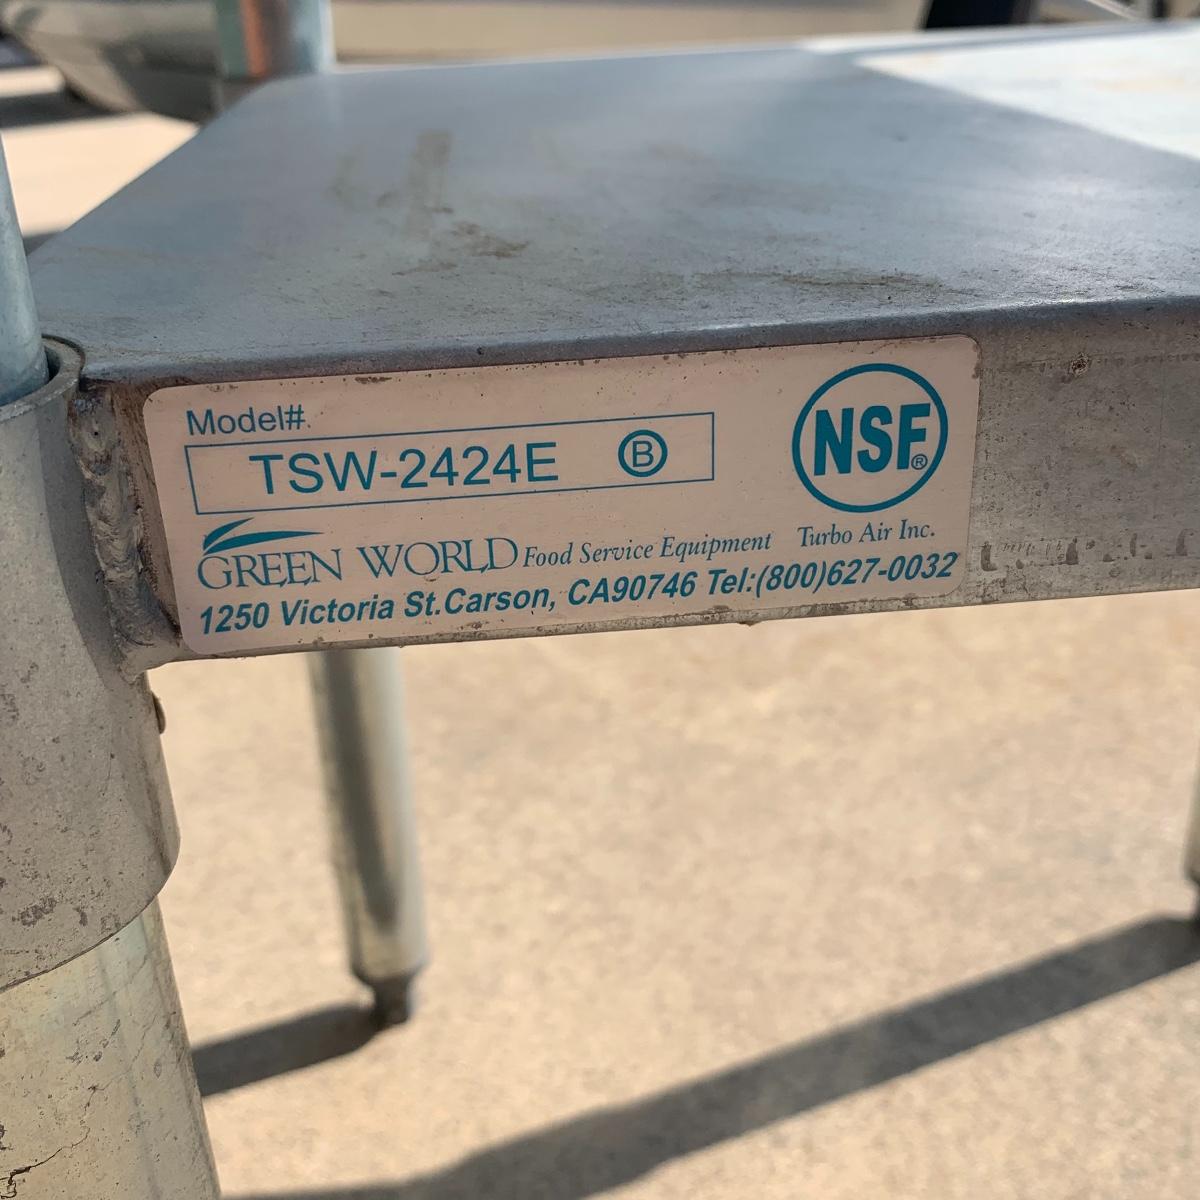 Model#.
TSW-2424E B
NSF®
GREEN WORLD Food Service Equipment Turbo Air Inc.
1250 Victoria St.Carson, CA90746 Tel:(800)627-0032